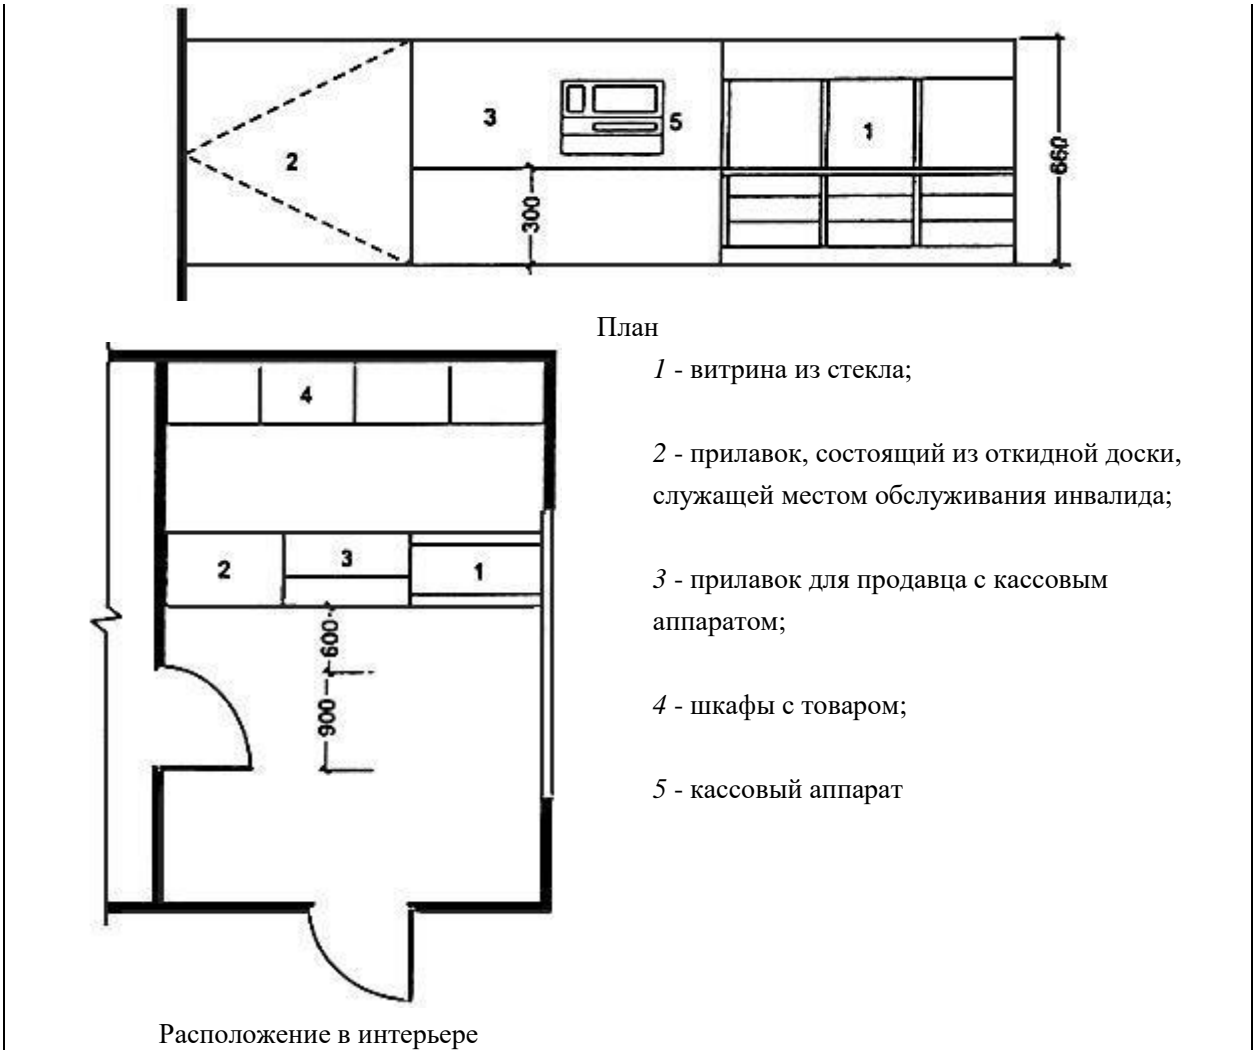 3
5
1
2
300
660
План
1 - витрина из стекла;
4
2 - прилавок, состоящий из откидной доски,
служащей местом обслуживания инвалида;
2
3
1
3 - прилавок для продавца с кассовым
аппаратом;
600
900
4 - шкафы с товаром;
5 - кассовый аппарат
Расположение в интерьере